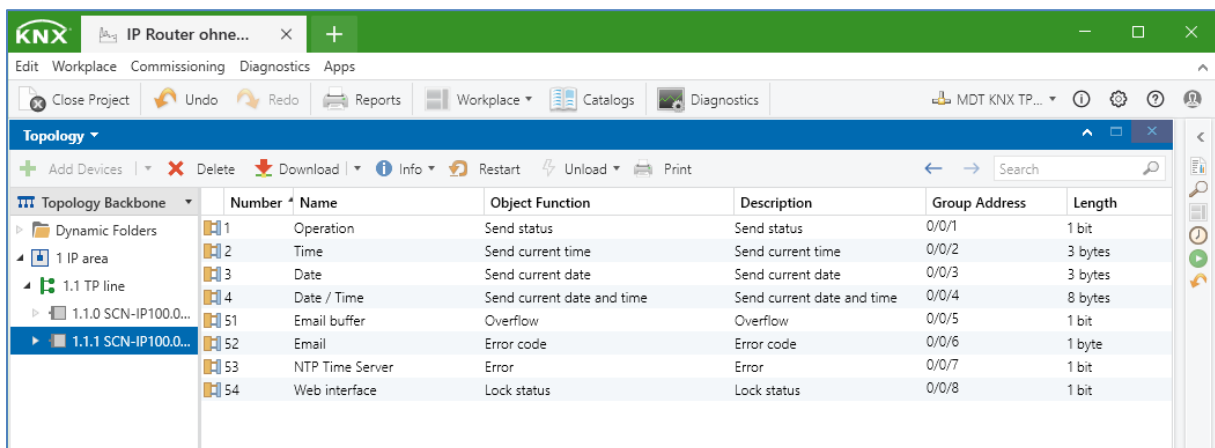 KNX IP Router ohne...
Edit Workplace Commissioning Diagnostics Apps
Close Project Undo Redo Reports Workplace Catalogs Diagnostics MDT KNX TP...
Topology
Add Devices Delete Download Info Restart Unload Print Search
Topology Backbone Number Name Object Function Description Group Address Length
Dynamic Folders 1 Operation Send status Send status 0/0/1 1 bit
2 Time Send current time Send current time 0/0/2 3 bytes
1 IP area 3 Date Send current date Send current date 0/0/3 3 bytes
1.1 TP line 4 Date / Time Send current date and time Send current date and time 0/0/4 8 bytes
1.1.0 SCN-IP100.0... 51 Email buffer Overflow Overflow 0/0/5 1 bit
1.1.1 SCN-IP100.0... 52 Email Error code Error code 0/0/6 1 byte
53 NTP Time Server Error Error 0/0/7 1 bit
54 Web interface Lock status Lock status 0/0/8 1 bit